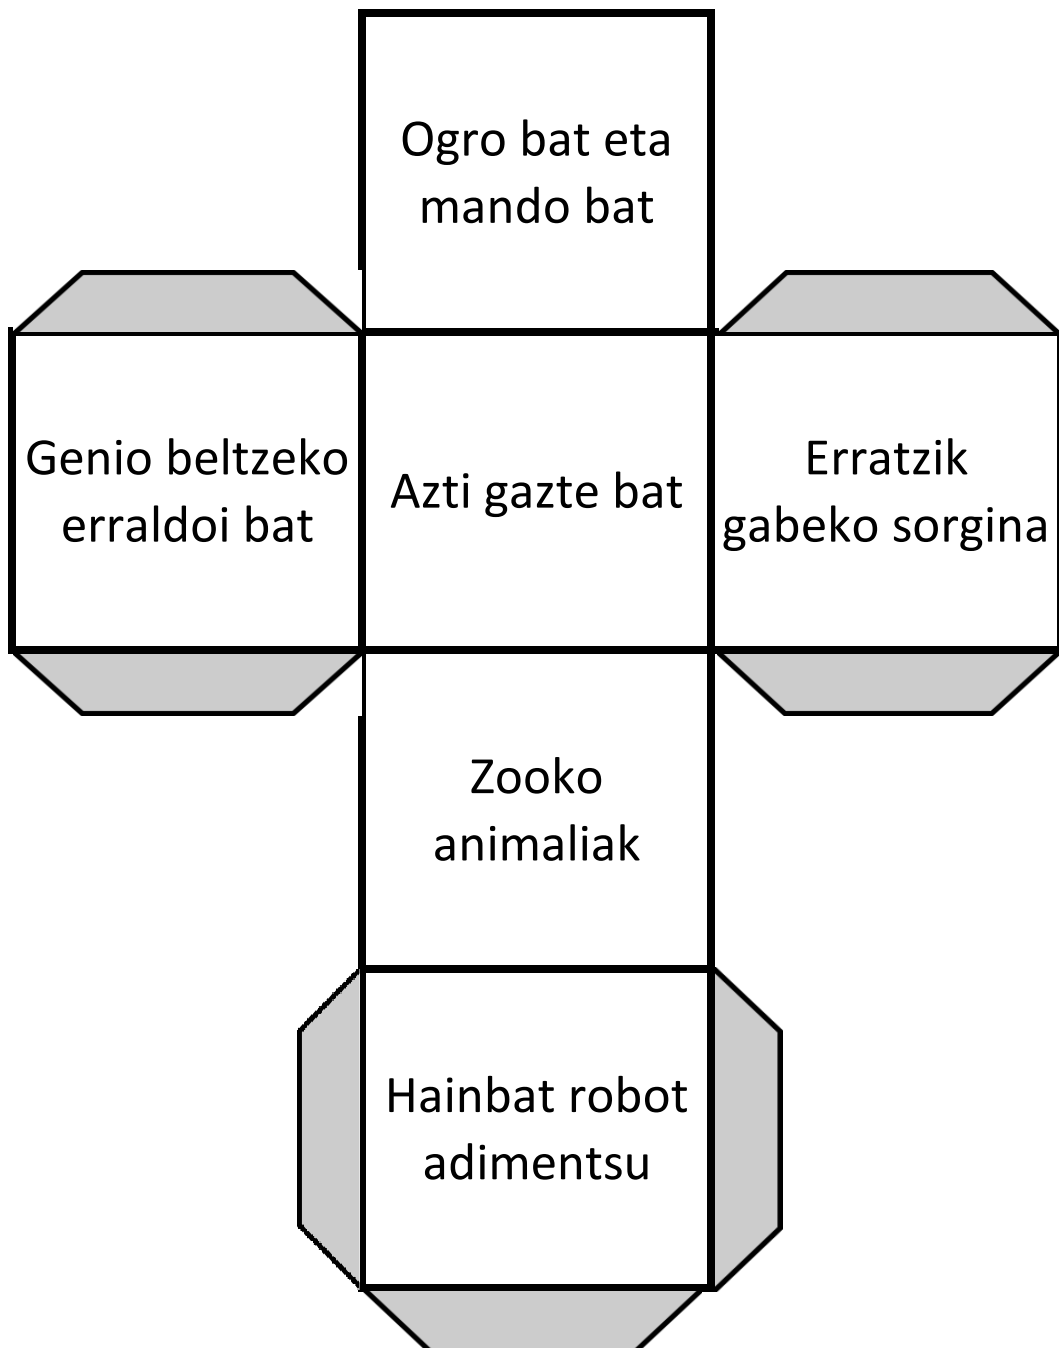 Ogro bat eta
mando bat
Genio beltzeko
erraldoi bat
Azti gazte bat
Erratzik
gabeko sorgina
Zooko
animaliak
Hainbat robot
adimentsu